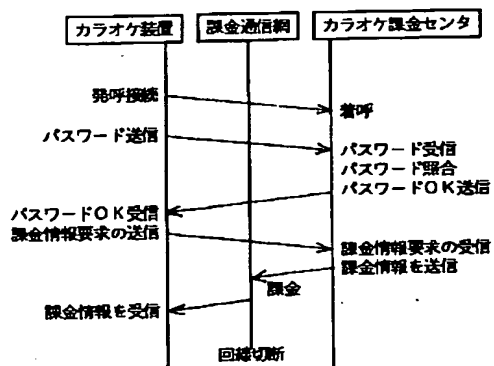 カラオケ装置
課金通信網
カラオケ課金センタ
発呼接続
着呼
パスワード送信
パスワード受信
パスワード照合
パスワードOK送信
パスワードOK受信
課金情報要求の送信
課金情報要求の受信
課金情報を送信
課金
課金情報を受信
回線切断